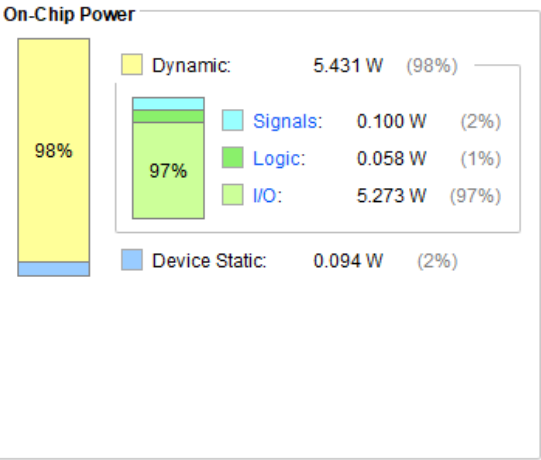 On-Chip Power
Dynamic: 5.431 W (98%)
98%
97%
Signals: 0.100 W (2%)
Logic: 0.058 W (1%)
I/O: 5.273 W (97%)
Device Static: 0.094 W (2%)